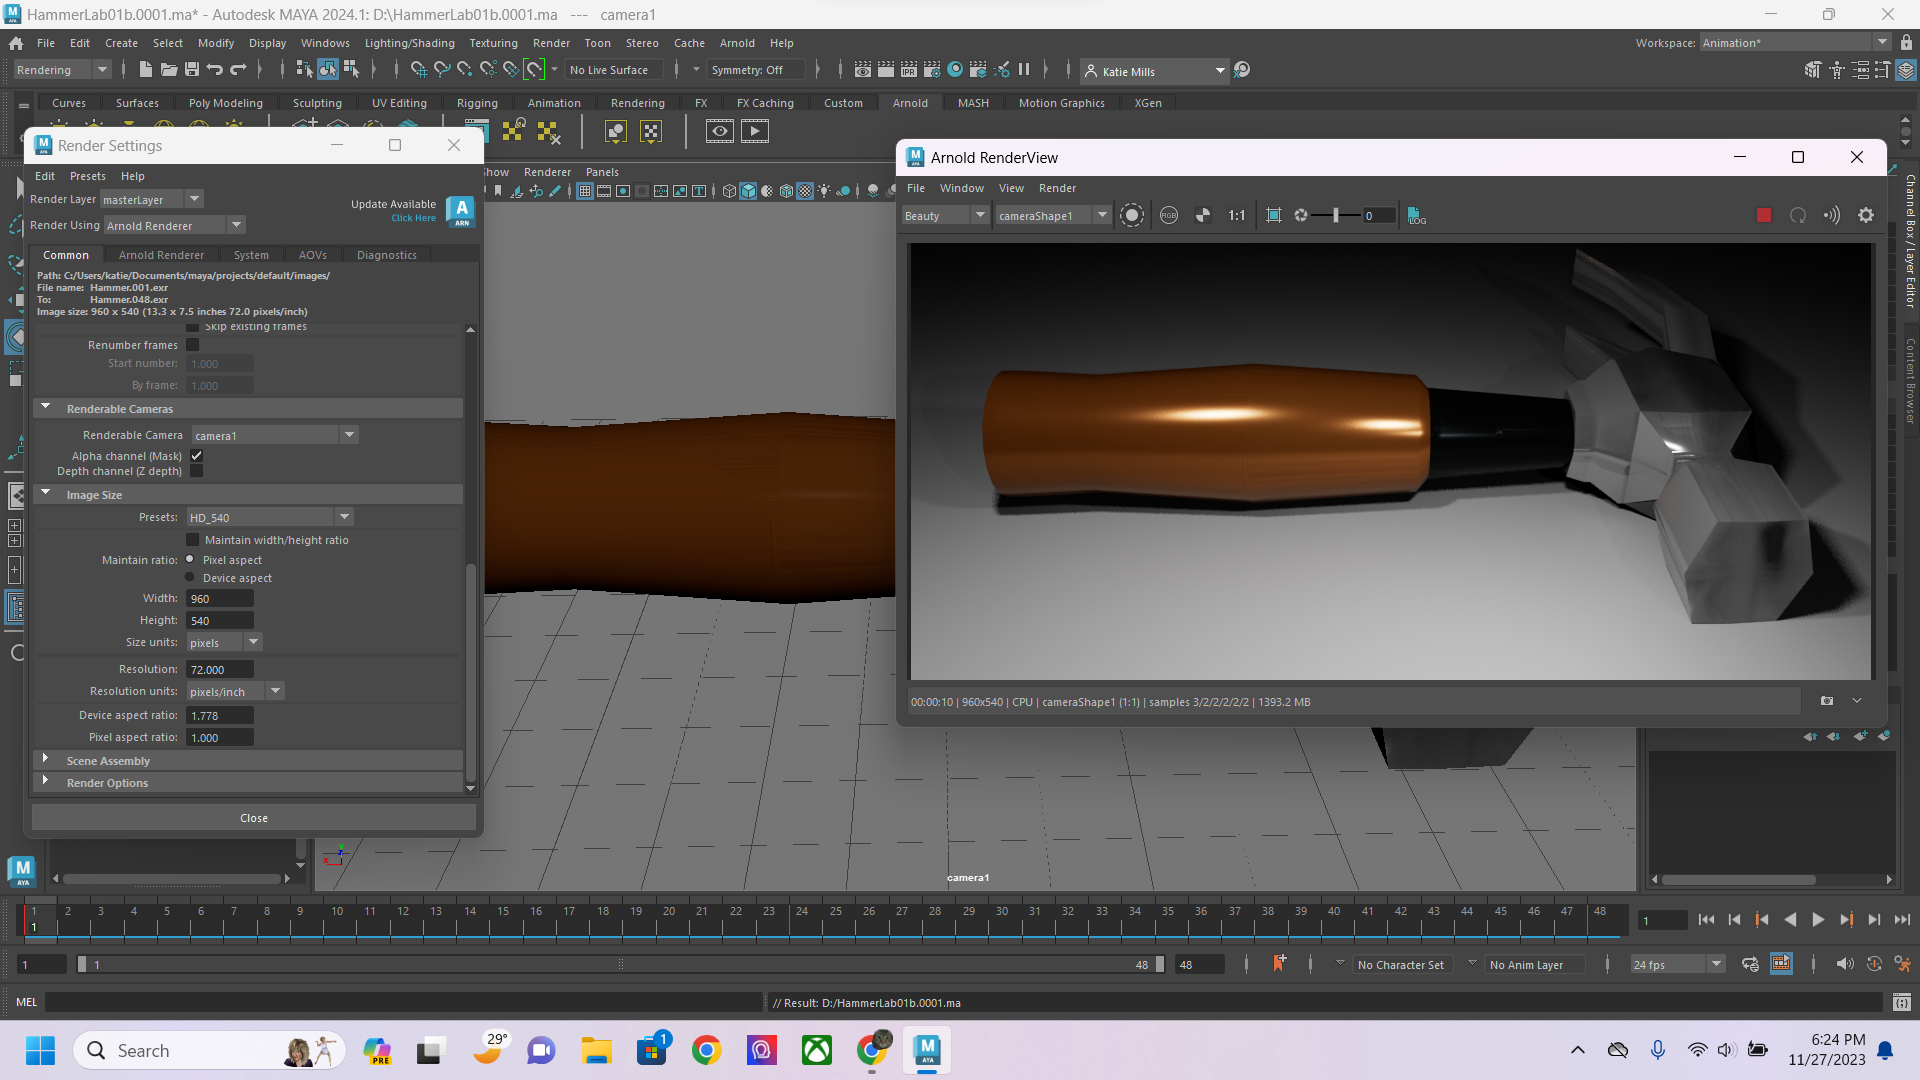 HammerLab01b.0001.ma* - Autodesk MAYA 2024.1: D:\HammerLab01b.0001.ma --- camera1
File Edit Create Select Modify Display Windows Lighting/Shading Texturing Render Toon Stereo Cache Arnold Help
Workspace: Animation*
Rendering
No Live Surface
Symmetry: Off
IPR
Katie Mills
Curves Surfaces Poly Modeling Sculpting UV Editing Rigging Animation Rendering FX FX Caching Custom Arnold MASH Motion Graphics XGen
Render Settings
Edit Presets Help
Render Layer masterLayer
Update Available
Click Here
ARN
Render Using Arnold Renderer
Common Arnold Renderer System AOVs Diagnostics
Path: C:/Users/katie/Documents/maya/projects/default/images/
File name: Hammer.001.exr
To: Hammer.048.exr
Image size: 960 x 540 (13.3 x 7.5 inches 72.0 pixels/inch)
Skip existing frames
Renumber frames
Start number: 1.000
By frame: 1.000
Renderable Cameras
Renderable Camera camera1
Alpha channel (Mask)
Depth channel (Z depth)
Image Size
Presets: HD_540
Maintain width/height ratio
Maintain ratio: Pixel aspect
Device aspect
Width: 960
Height: 540
Size units: pixels
Resolution: 72.000
Resolution units: pixels/inch
Device aspect ratio: 1.778
Pixel aspect ratio: 1.000
Scene Assembly
Render Options
Close
Show Renderer Panels
Arnold RenderView
File Window View Render
Beauty cameraShape1 RGB 1:1 0 LOG
00:00:10 | 960x540 | CPU | cameraShape1 (1:1) | samples 3/2/2/2/2/2 | 1393.2 MB
Channel Box / Layer Editor
Content Browser
camera1
1 2 3 4 5 6 7 8 9 10 11 12 13 14 15 16 17 18 19 20 21 22 23 24 25 26 27 28 29 30 31 32 33 34 35 36 37 38 39 40 41 42 43 44 45 46 47 48
1
1
1 1 48 48
No Character Set
No Anim Layer
24 fps
MEL
// Result: D:/HammerLab01b.0001.ma
Search
PRE
29°
1
6:24 PM
11/27/2023